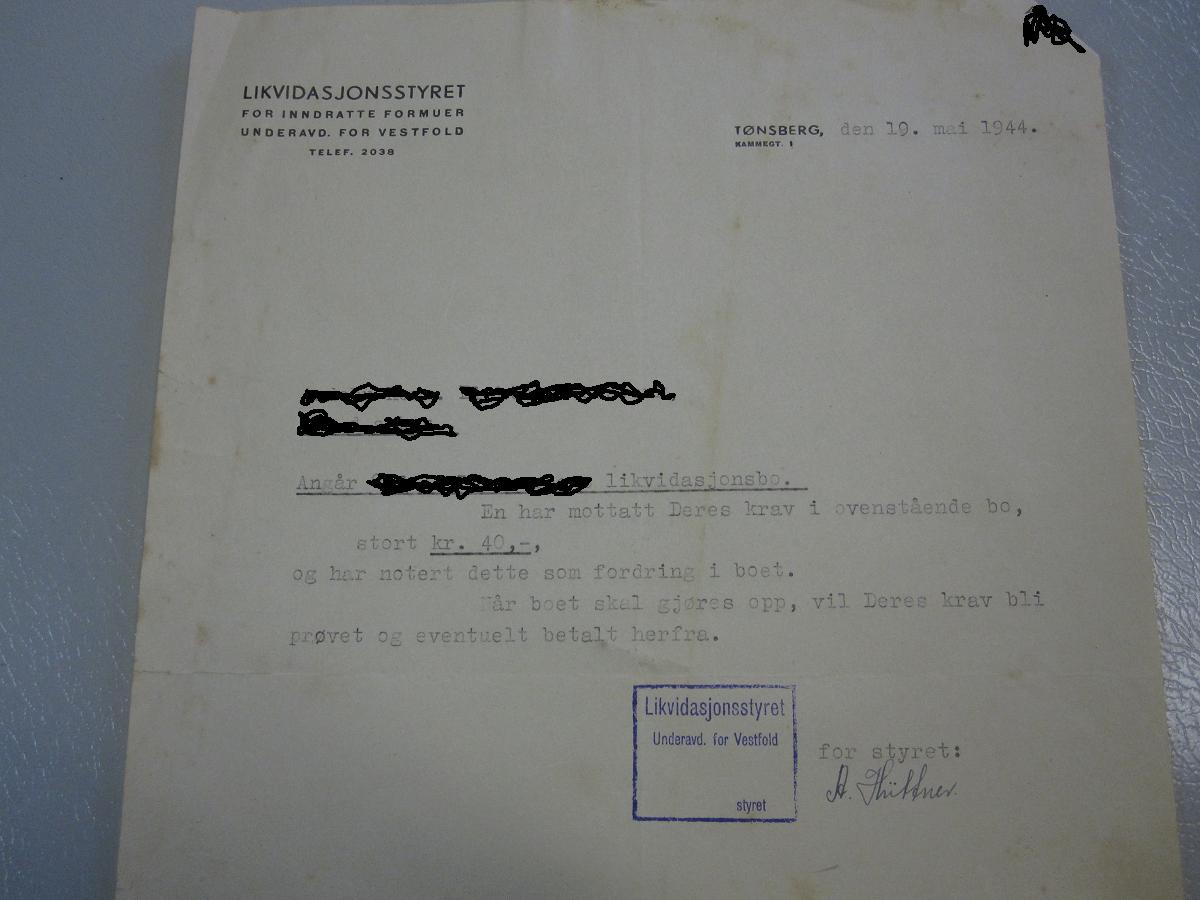 LIKVIDASJONSSTYRET
FOR INNDRATTE FORMUER
UNDERAVD. FOR VESTFOLD
TELEF. 2038
TØNSBERG, den 19. mai 1944.
KAMMEGT. 1
Angår likvidasjonsbo.
En har mottatt Deres krav i ovenstående bo,
stort kr. 40,-,
og har notert dette som fordring i boet.
Når boet skal gjøres opp, vil Deres krav bli
prøvet og eventuelt betalt herfra.
Likvidasjonsstyret
Underavd. for Vestfold
styret
for styret:
A. Hüttner